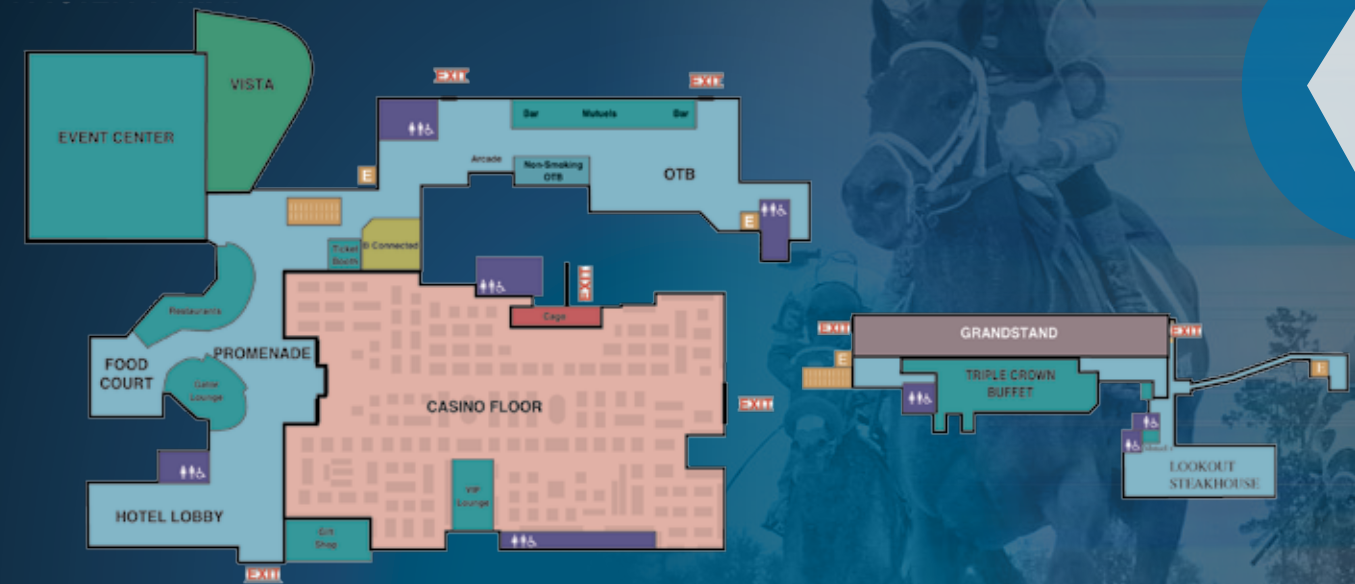 VISTA
EVENT CENTER
EXIT
EXIT
Bar
Mutuels
Bar
Arcade
Non-Smoking
OTB
OTB
E
E
Ticket
Booth
B Connected
EXIT
Cage
Restaurants
PROMENADE
FOOD
COURT
Lounge
CASINO FLOOR
EXIT
VIP
Lounge
HOTEL LOBBY
Gift
Shop
EXIT
EXIT
GRANDSTAND
EXIT
E
TRIPLE CROWN
BUFFET
E
LOOKOUT
STEAKHOUSE